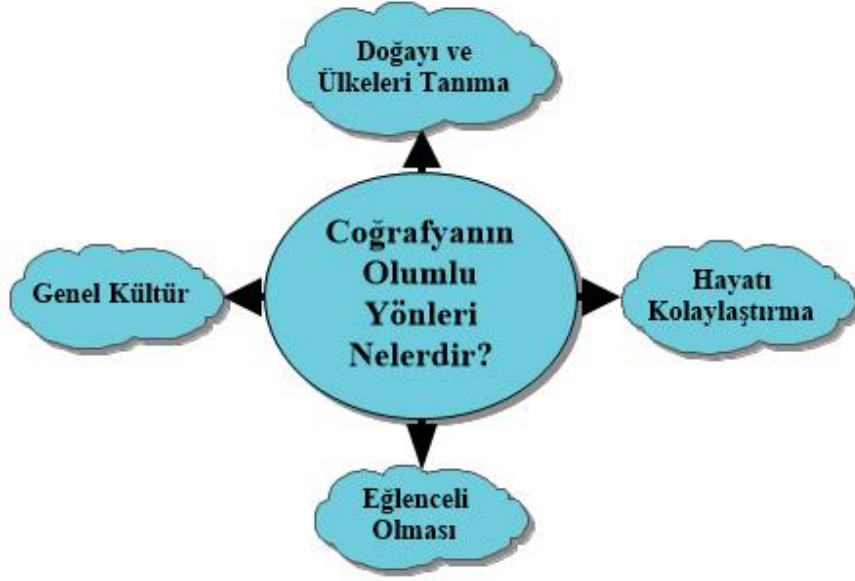 Doğayı ve
Ülkeleri Tanıma
Coğrafyanın
Olumlu
Yönleri
Nelerdir?
Genel Kültür
Hayatı
Kolaylaştırma
Eğlenceli
Olması